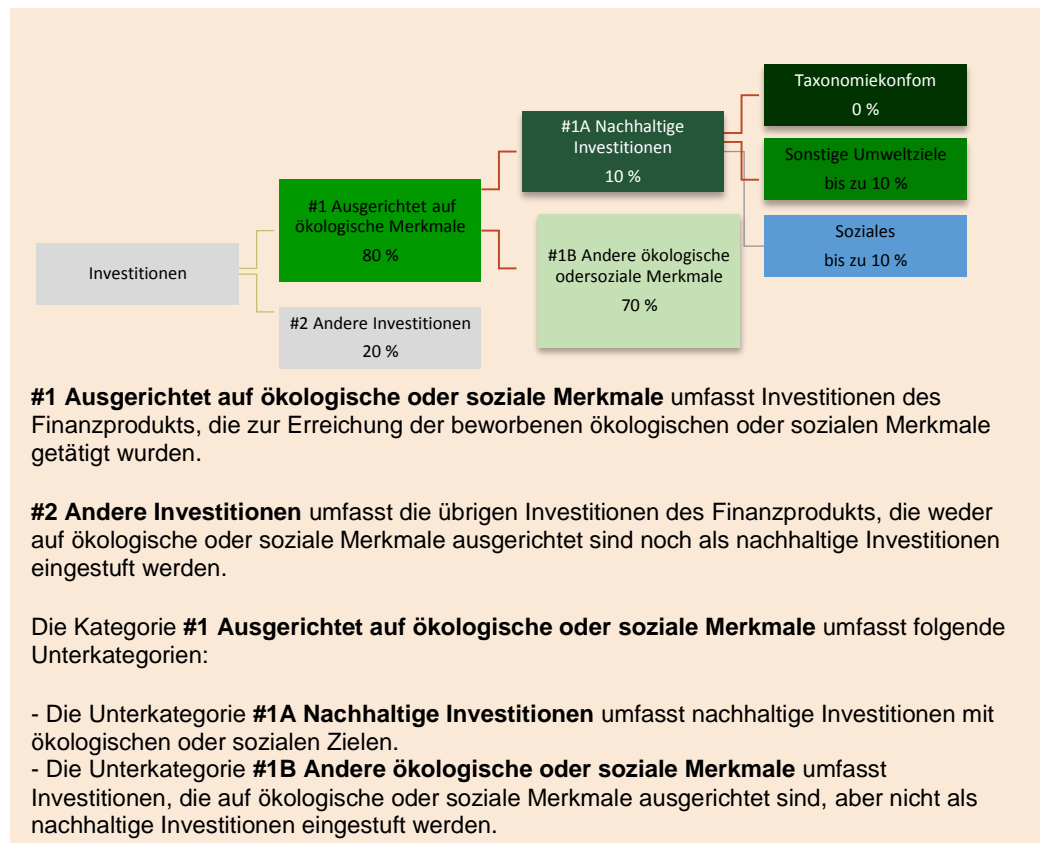 Investitionen
#1 Ausgerichtet auf
ökologische Merkmale
80 %
#2 Andere Investitionen
20 %
#1A Nachhaltige
Investitionen
10 %
#1B Andere ökologische
odersoziale Merkmale
70 %
Taxonomiekonfom
0 %
Sonstige Umweltziele
bis zu 10 %
Soziales
bis zu 10 %
#1 Ausgerichtet auf ökologische oder soziale Merkmale umfasst Investitionen des
Finanzprodukts, die zur Erreichung der beworbenen ökologischen oder sozialen Merkmale
getätigt wurden.
#2 Andere Investitionen umfasst die übrigen Investitionen des Finanzprodukts, die weder
auf ökologische oder soziale Merkmale ausgerichtet sind noch als nachhaltige Investitionen
eingestuft werden.
Die Kategorie #1 Ausgerichtet auf ökologische oder soziale Merkmale umfasst folgende
Unterkategorien:
- Die Unterkategorie #1A Nachhaltige Investitionen umfasst nachhaltige Investitionen mit
ökologischen oder sozialen Zielen.
- Die Unterkategorie #1B Andere ökologische oder soziale Merkmale umfasst
Investitionen, die auf ökologische oder soziale Merkmale ausgerichtet sind, aber nicht als
nachhaltige Investitionen eingestuft werden.